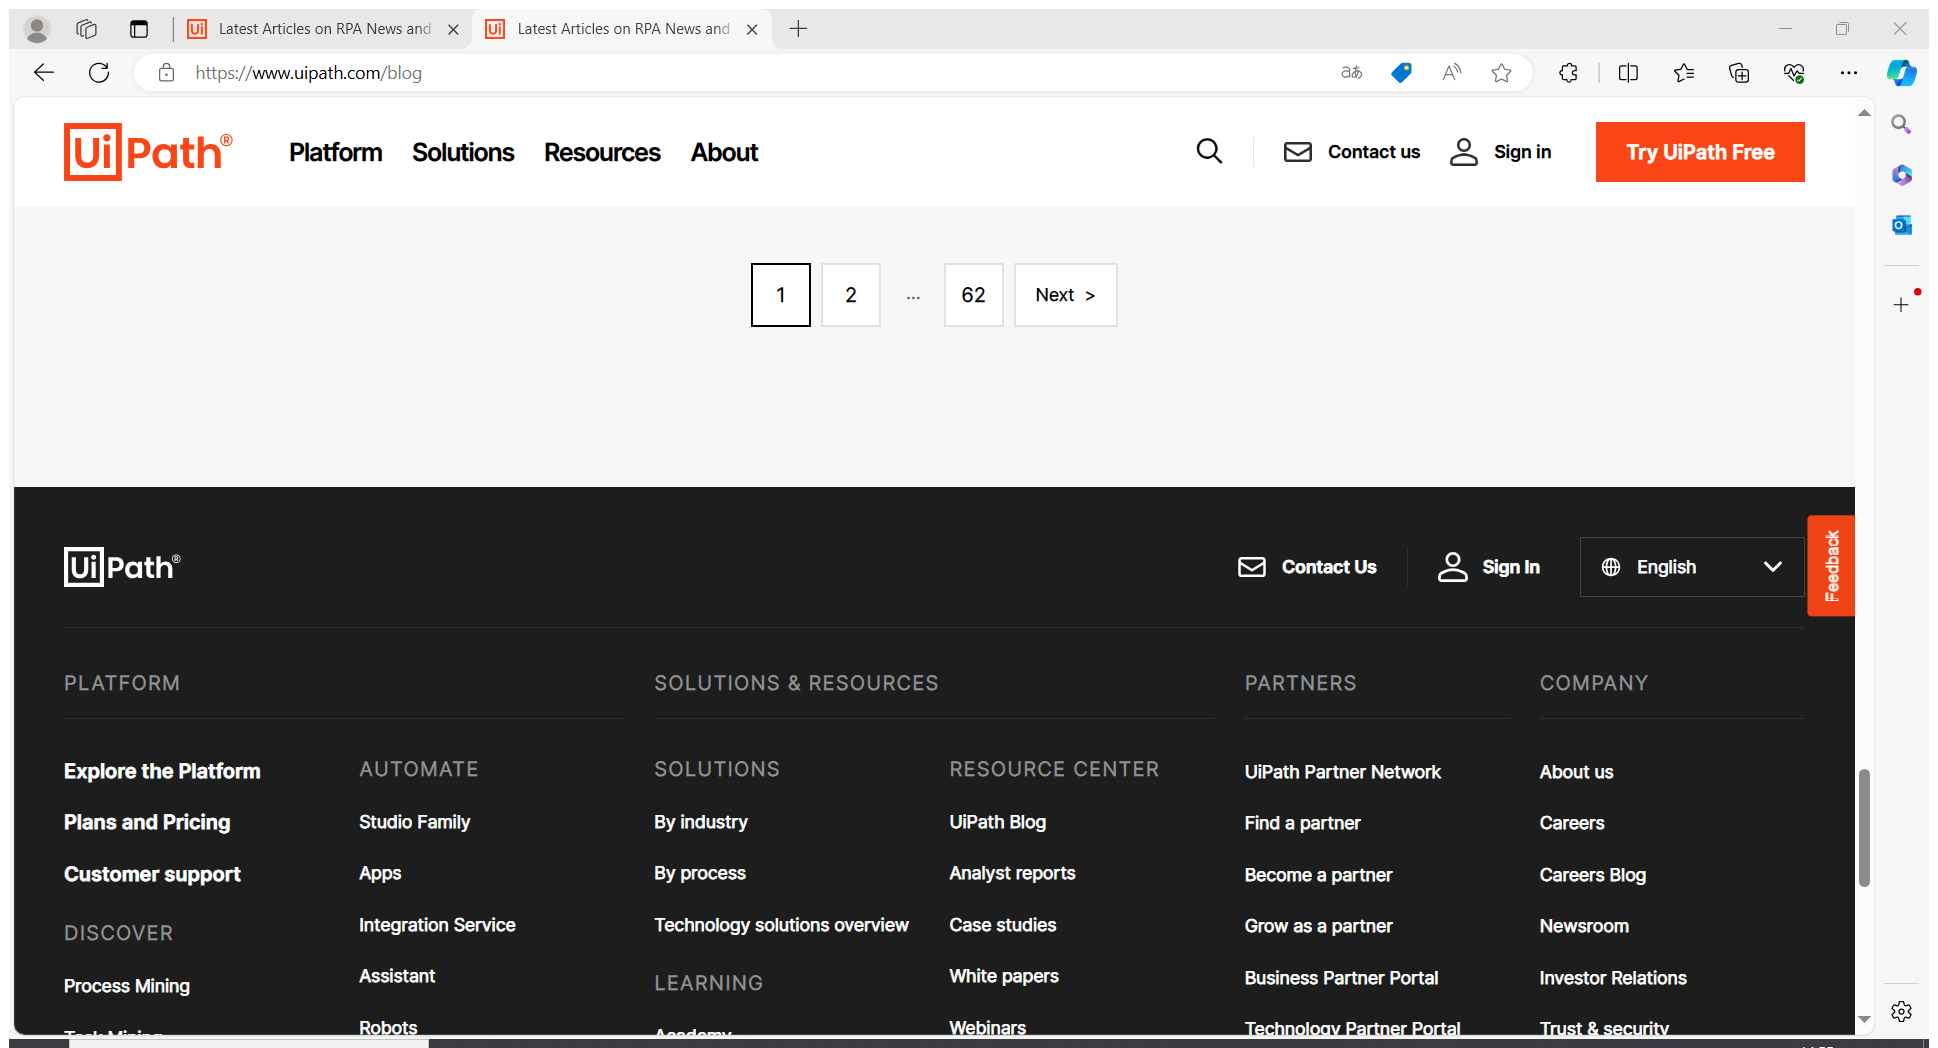 Latest Articles on RPA News and
Latest Articles on RPA News and
https://www.uipath.com/blog
UiPath®
Platform
Solutions
Resources
About
Contact us
Sign in
Try UiPath Free
1
2
...
62
Next >
UiPath®
Contact Us
Sign In
English
Feedback
PLATFORM
SOLUTIONS & RESOURCES
PARTNERS
COMPANY
Explore the Platform
Plans and Pricing
Customer support
DISCOVER
Process Mining
Task Mining
AUTOMATE
Studio Family
Apps
Integration Service
Assistant
Robots
SOLUTIONS
By industry
By process
Technology solutions overview
LEARNING
Academy
RESOURCE CENTER
UiPath Blog
Analyst reports
Case studies
White papers
Webinars
UiPath Partner Network
Find a partner
Become a partner
Grow as a partner
Business Partner Portal
Technology Partner Portal
About us
Careers
Careers Blog
Newsroom
Investor Relations
Trust & security